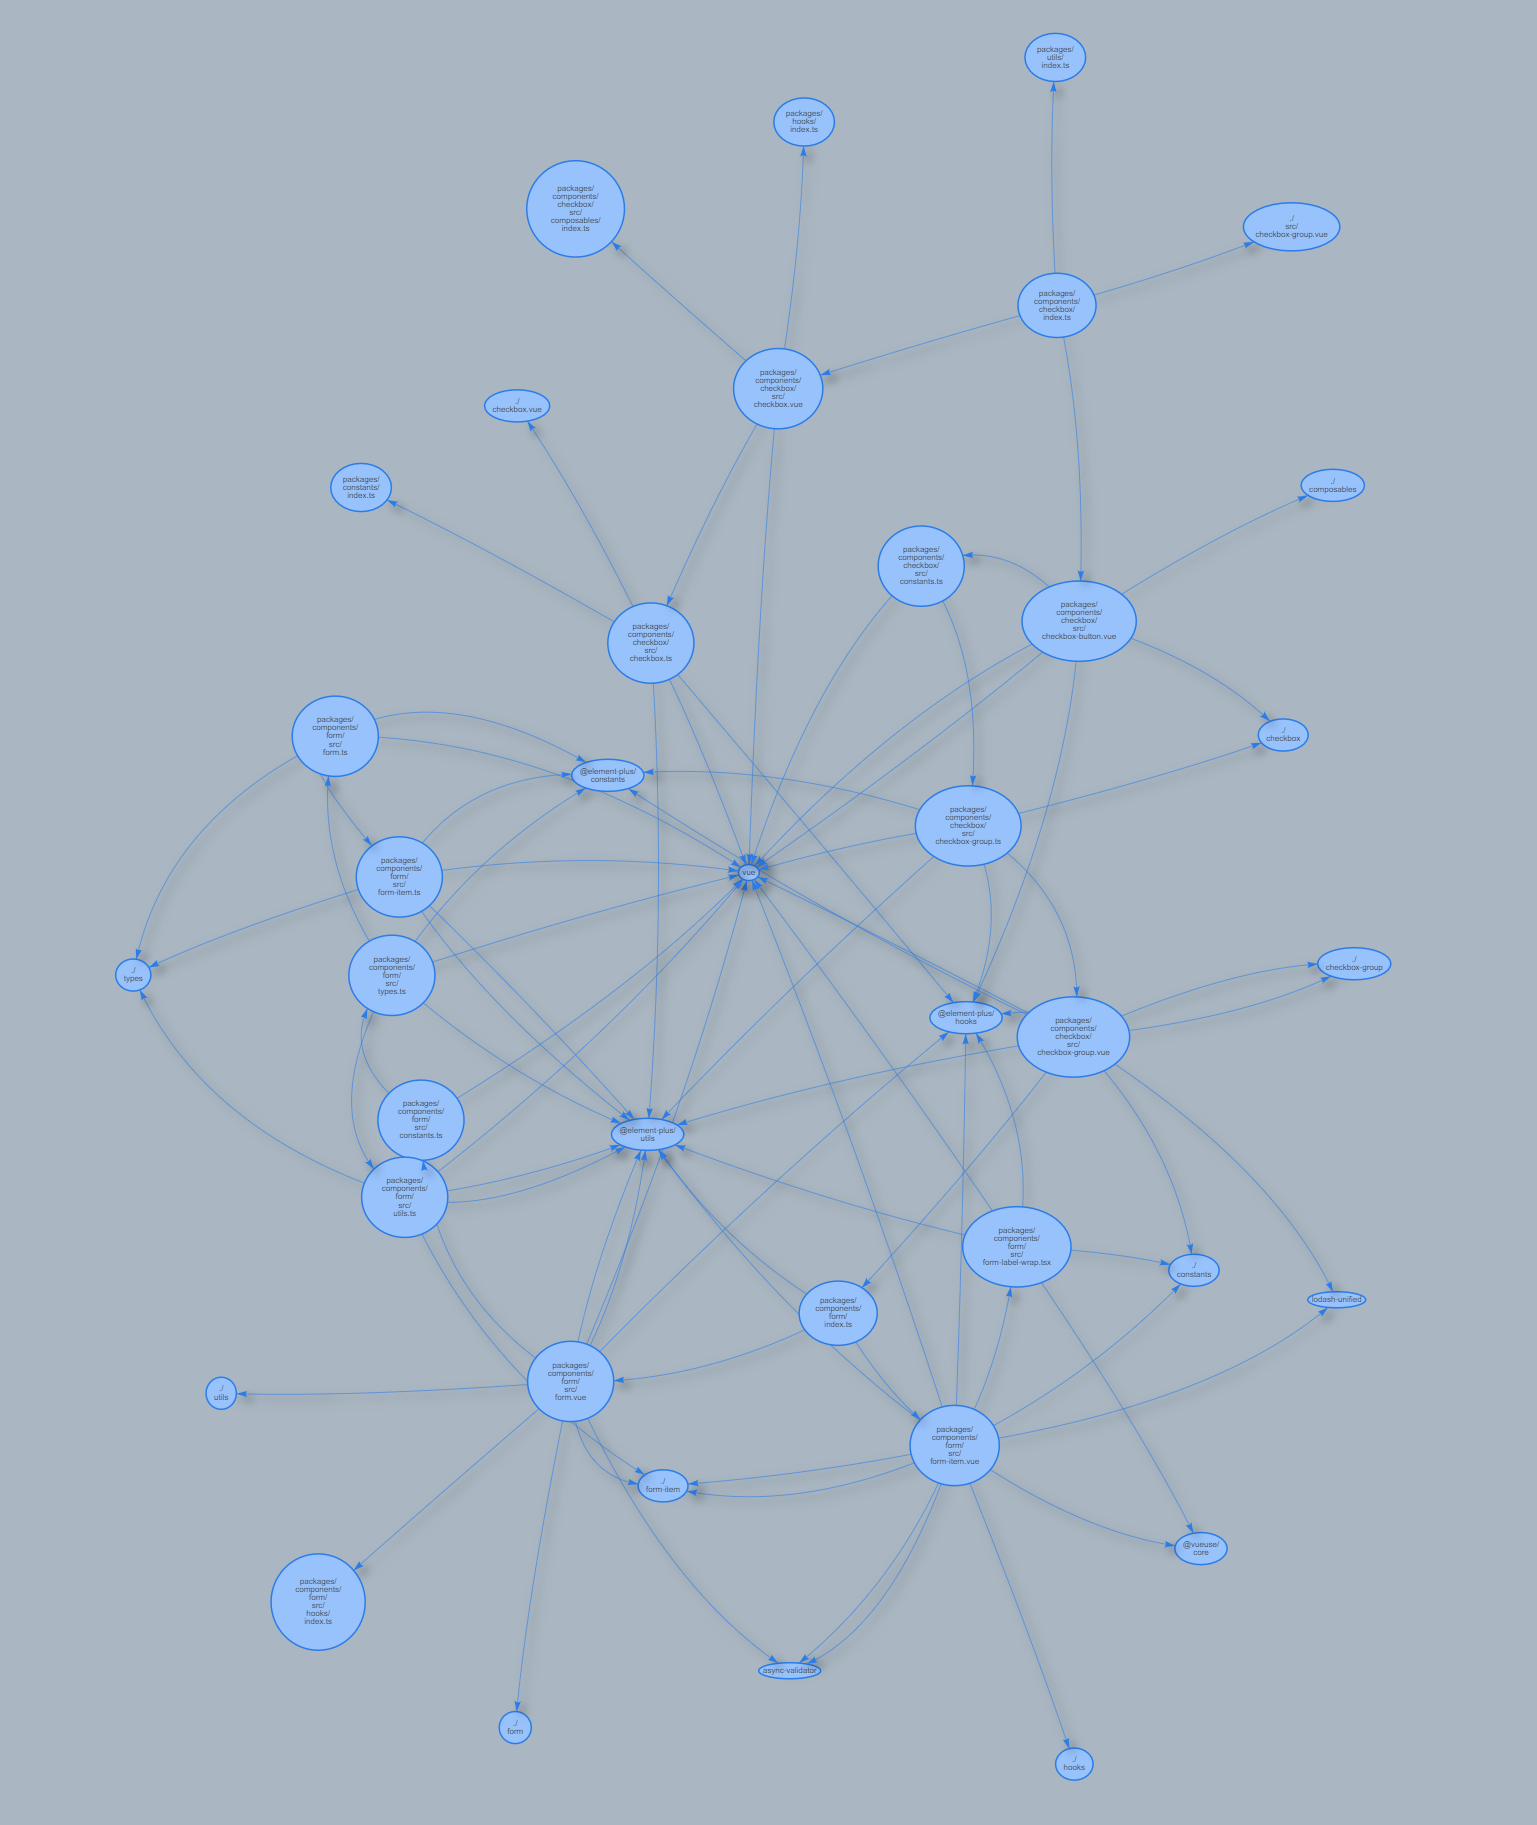 packages/
utils/
index.ts
packages/
hooks/
index.ts
packages/
components/
checkbox/
src/
composables/
index.ts
./
src/
checkbox-group.vue
packages/
components/
checkbox/
index.ts
packages/
components/
checkbox/
src/
checkbox.vue
./
checkbox.vue
packages/
constants/
index.ts
./
composables
packages/
components/
checkbox/
src/
constants.ts
packages/
components/
checkbox/
src/
checkbox-button.vue
packages/
components/
checkbox/
src/
checkbox.ts
packages/
components/
form/
src/
form.ts
./
checkbox
@element-plus/
constants
packages/
components/
checkbox/
src/
checkbox-group.ts
packages/
components/
form/
src/
form-item.ts
vue
./
types
packages/
components/
form/
src/
types.ts
./
checkbox-group
@element-plus/
hooks
packages/
components/
checkbox/
src/
checkbox-group.vue
packages/
components/
form/
src/
constants.ts
@element-plus/
utils
packages/
components/
form/
src/
utils.ts
packages/
components/
form/
src/
form-label-wrap.tsx
./
constants
lodash-unified
packages/
components/
form/
index.ts
./
utils
packages/
components/
form/
src/
form.vue
packages/
components/
form/
src/
form-item.vue
./
form-item
@vueuse/
core
packages/
components/
form/
src/
hooks/
index.ts
async-validator
./
form
./
hooks